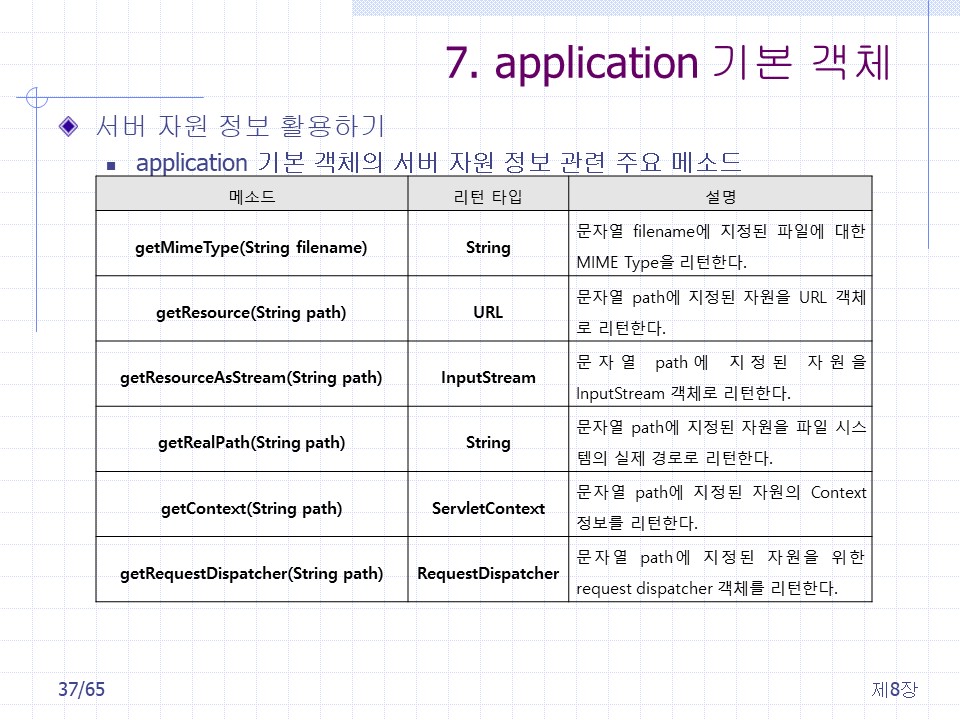 7. application 기본 객체
서버 자원 정보 활용하기
application 기본 객체의 서버 자원 정보 관련 주요 메소드
메소드 리턴 타입 설명
getMimeType(String filename) String 문자열 filename에 지정된 파일에 대한
MIME Type을 리턴한다.
getResource(String path) URL 문자열 path에 지정된 자원을 URL 객체
로 리턴한다.
getResourceAsStream(String path) InputStream 문자열 path에 지정된 자원을
InputStream 객체로 리턴한다.
getRealPath(String path) String 문자열 path에 지정된 자원을 파일 시스
템의 실제 경로로 리턴한다.
getContext(String path) ServletContext 문자열 path에 지정된 자원의 Context
정보를 리턴한다.
getRequestDispatcher(String path) RequestDispatcher 문자열 path에 지정된 자원을 위한
request dispatcher 객체를 리턴한다.
37/65 제8장